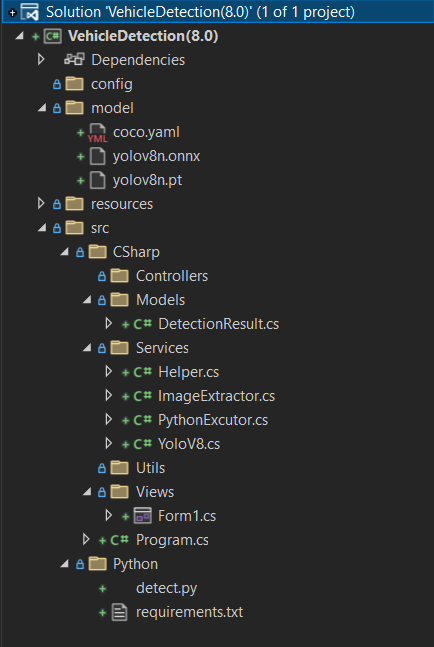 Solution 'VehicleDetection(8.0)' (1 of 1 project)
C# VehicleDetection(8.0)
Dependencies
config
model
YML coco.yaml
yolov8n.onnx
yolov8n.pt
resources
src
CSharp
Controllers
Models
C# DetectionResult.cs
Services
C# Helper.cs
C# ImageExtractor.cs
C# PythonExcutor.cs
C# YoloV8.cs
Utils
Views
Form1.cs
C# Program.cs
Python
detect.py
requirements.txt